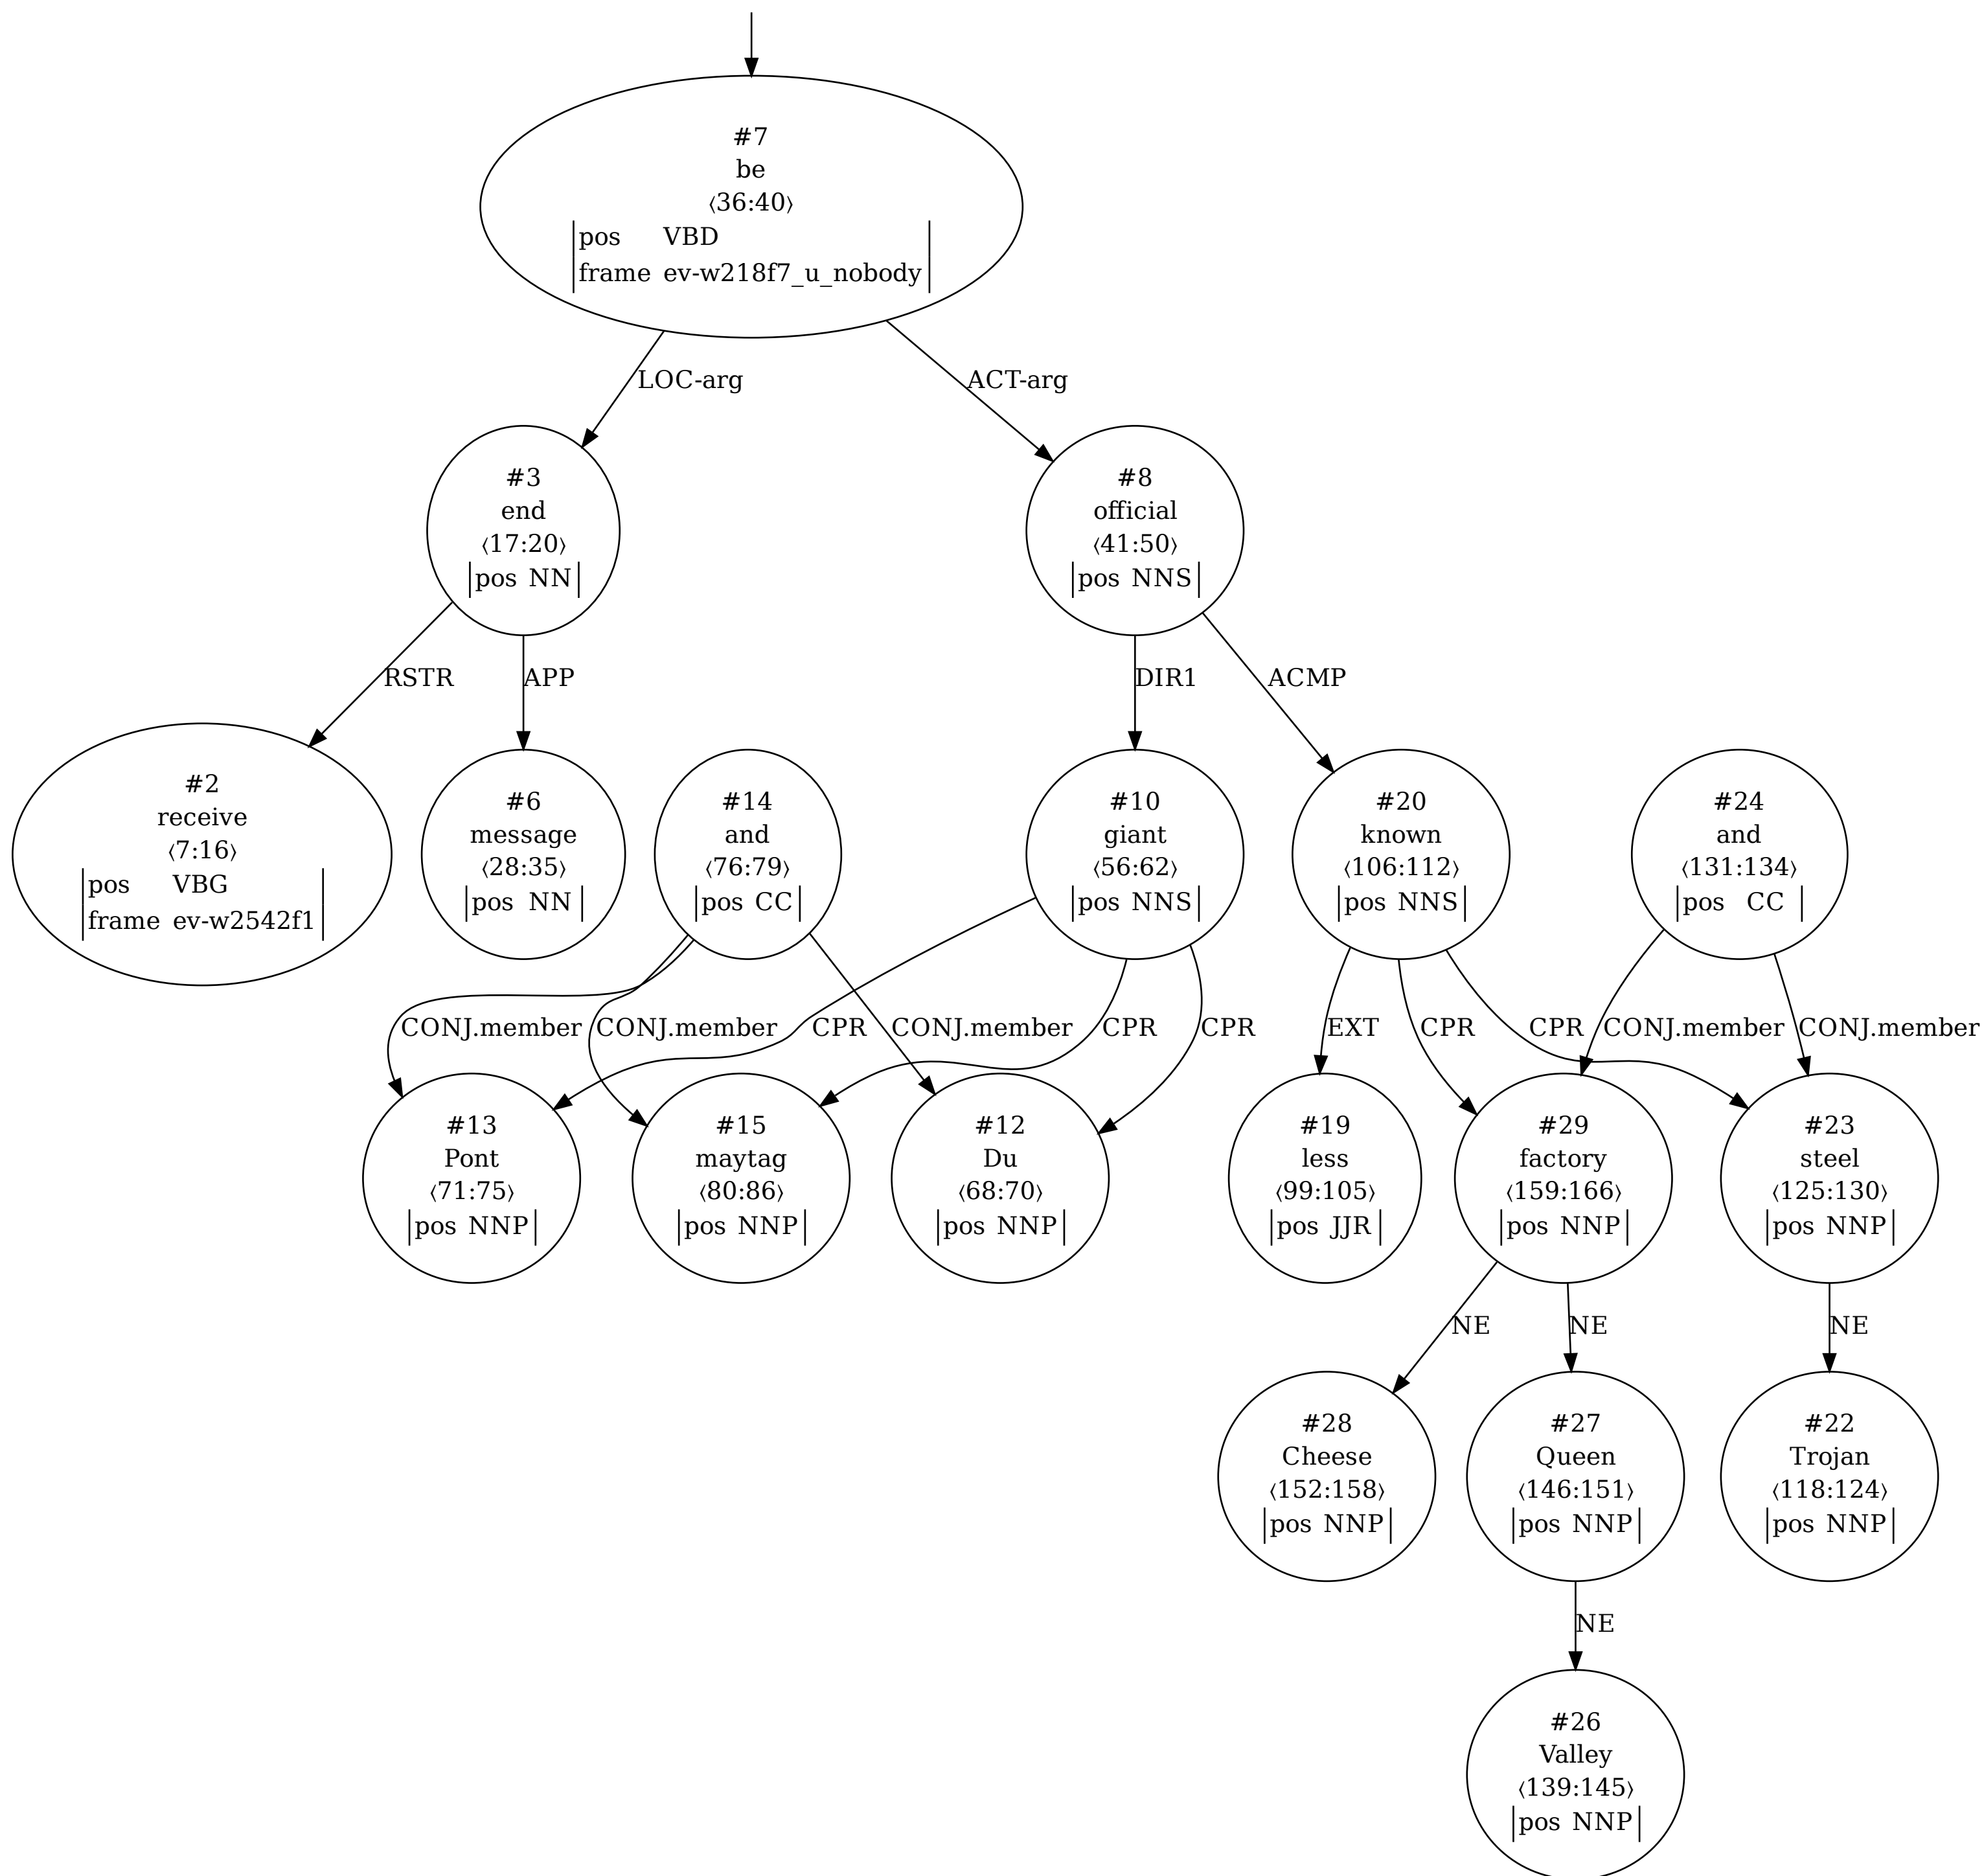 #7
be
⟨36:40⟩
pos VBD
frame ev-w218f7_u_nobody
LOC-arg
ACT-arg
#3
end
⟨17:20⟩
pos NN
#8
official
⟨41:50⟩
pos NNS
RSTR
APP
DIR1
ACMP
#2
receive
⟨7:16⟩
pos VBG
frame ev-w2542f1
#6
message
⟨28:35⟩
pos NN
#14
and
⟨76:79⟩
pos CC
#10
giant
⟨56:62⟩
pos NNS
#20
known
⟨106:112⟩
pos NNS
#24
and
⟨131:134⟩
pos CC
CONJ.member
CONJ.member
CPR
CONJ.member
CPR
CPR
EXT
CPR
CPR
CONJ.member
CONJ.member
#13
Pont
⟨71:75⟩
pos NNP
#15
maytag
⟨80:86⟩
pos NNP
#12
Du
⟨68:70⟩
pos NNP
#19
less
⟨99:105⟩
pos JJR
#29
factory
⟨159:166⟩
pos NNP
#23
steel
⟨125:130⟩
pos NNP
NE
NE
NE
#28
Cheese
⟨152:158⟩
pos NNP
#27
Queen
⟨146:151⟩
pos NNP
#22
Trojan
⟨118:124⟩
pos NNP
NE
#26
Valley
⟨139:145⟩
pos NNP